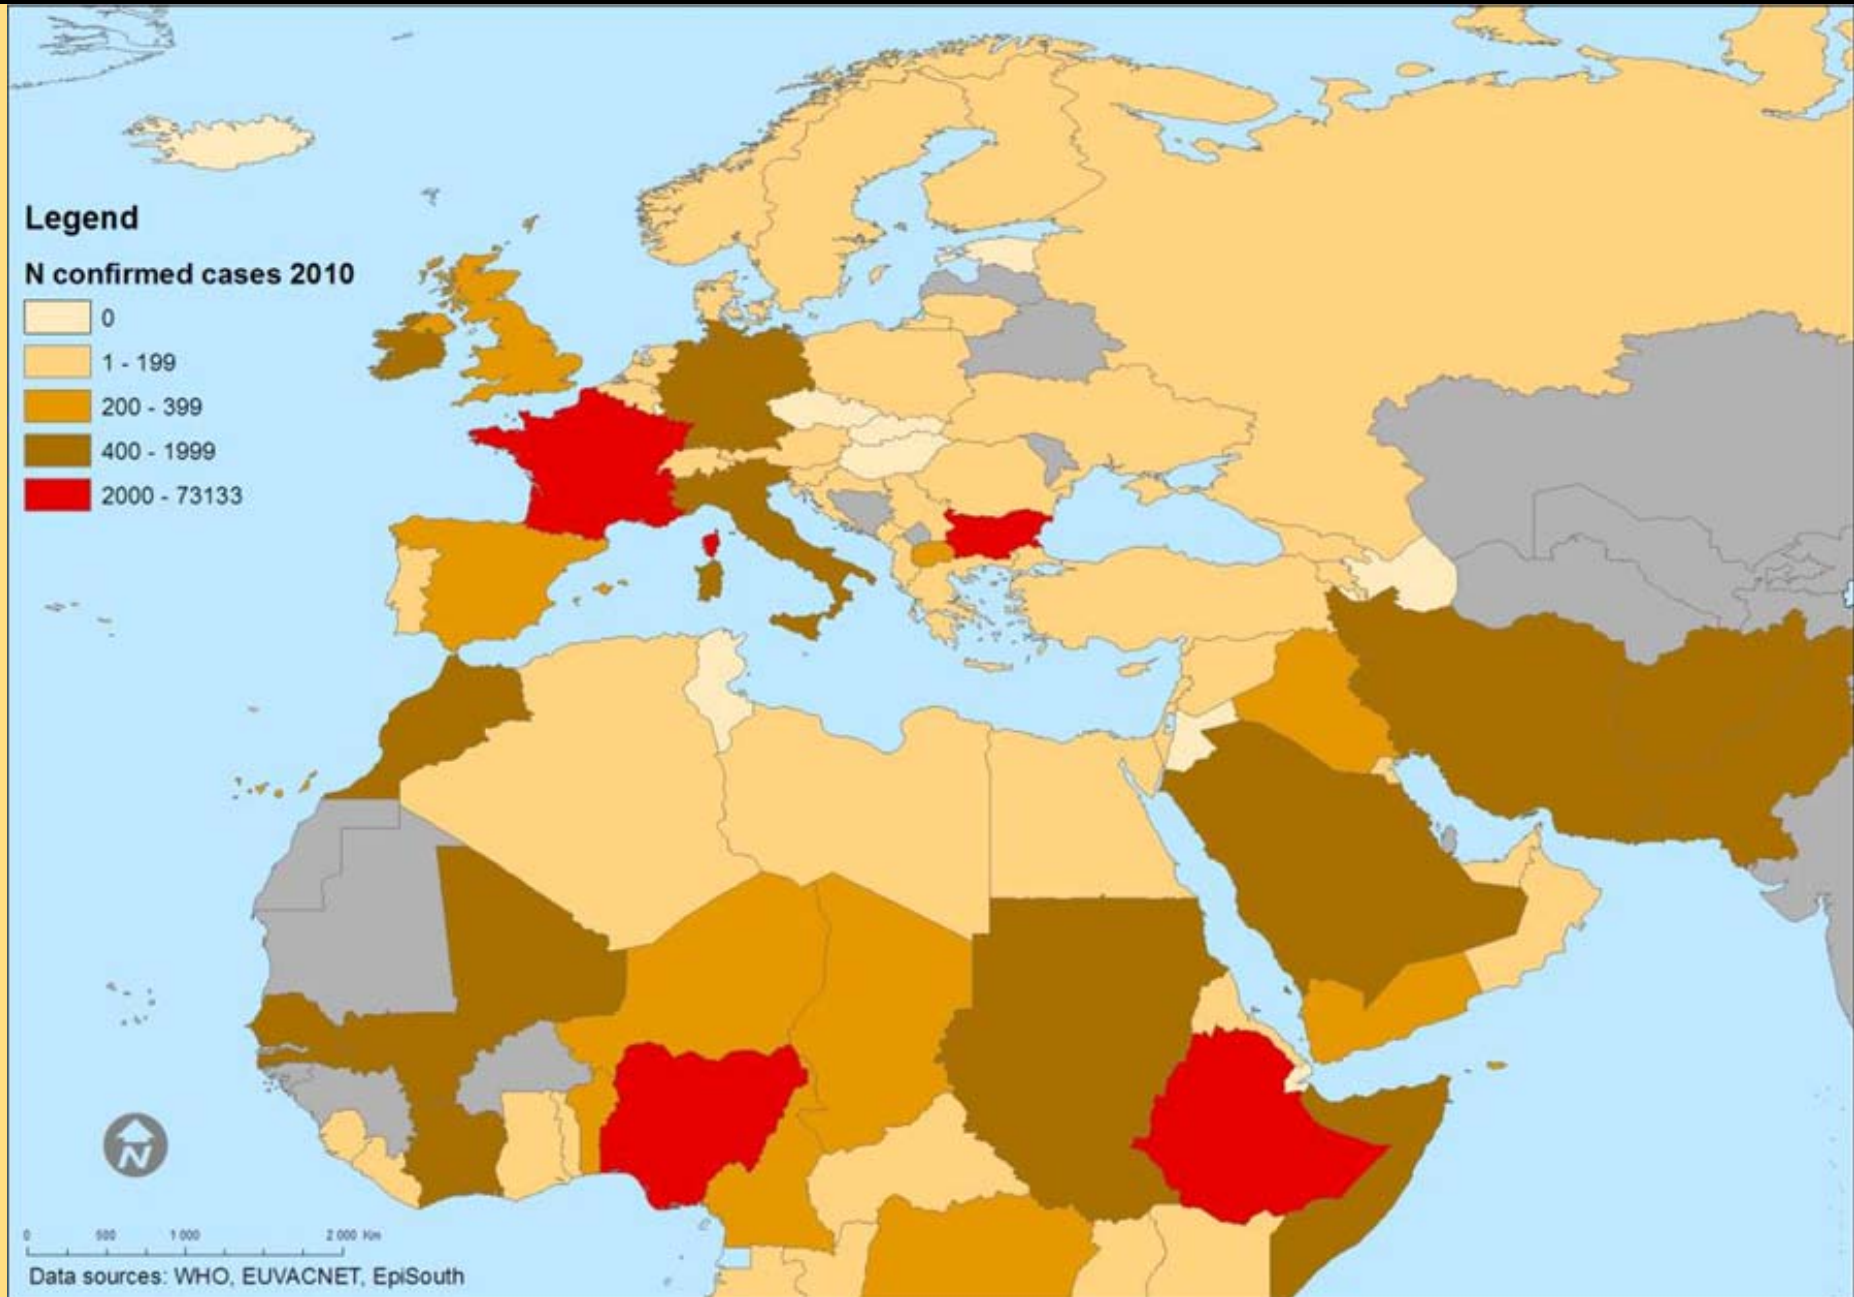 Legend
N confirmed cases 2010
0
1 - 199
200 - 399
400 - 1999
2000 - 73133
N
0 500 1 000 2 000 Km
Data sources: WHO, EUVACNET, EpiSouth